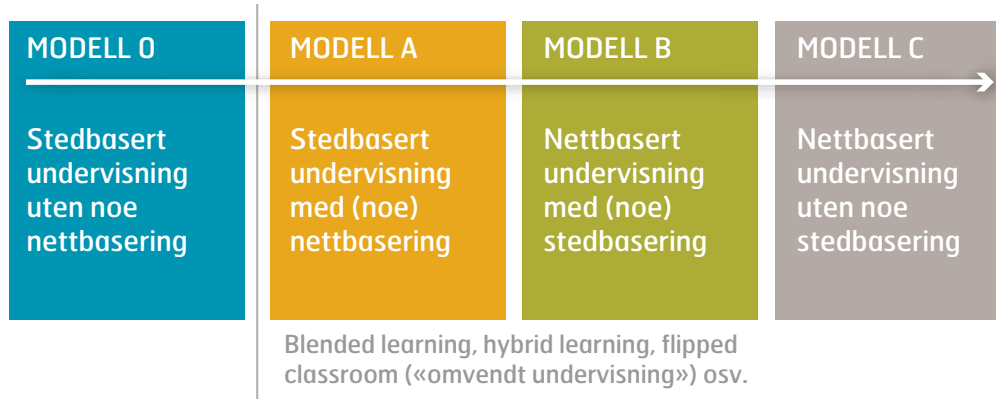 MODELL 0
Stedbasert
undervisning
uten noe
nettbasering
MODELL A
Stedbasert
undervisning
med (noe)
nettbasering
MODELL B
Nettbasert
undervisning
med (noe)
stedbasering
MODELL C
Nettbasert
undervisning
uten noe
stedbasering
Blended learning, hybrid learning, flipped
classroom («omvendt undervisning») osv.